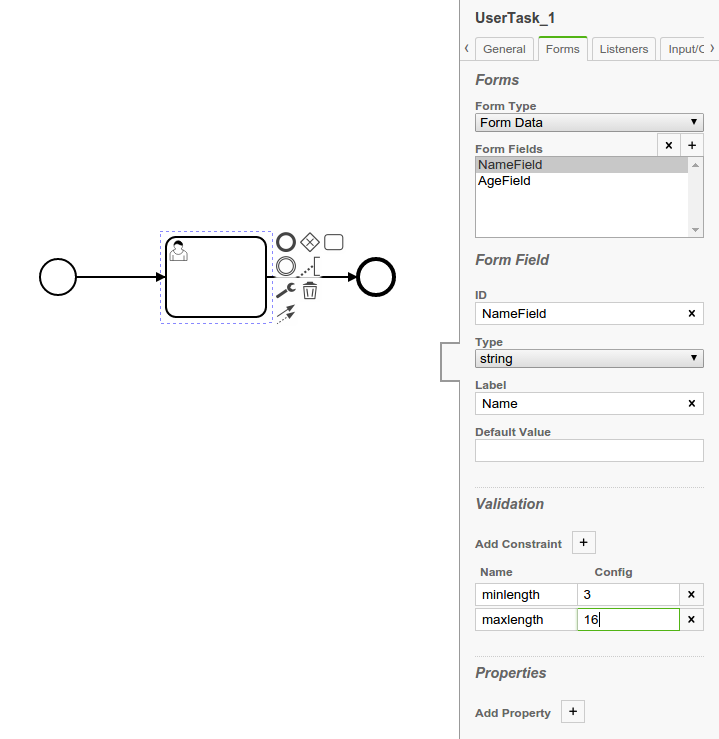 UserTask_1
General Forms Listeners Input/O
Forms
Form Type
Form Data
Form Fields × +
NameField
AgeField
Form Field
ID
NameField ×
Type
string
Label
Name ×
Default Value
Validation
Add Constraint +
Name Config
minlength 3 ×
maxlength 16 ×
Properties
Add Property +